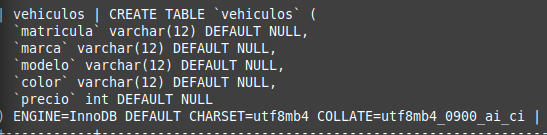 | vehiculos | CREATE TABLE `vehiculos` (
`matricula` varchar(12) DEFAULT NULL,
`marca` varchar(12) DEFAULT NULL,
`modelo` varchar(12) DEFAULT NULL,
`color` varchar(12) DEFAULT NULL,
`precio` int DEFAULT NULL
) ENGINE=InnoDB DEFAULT CHARSET=utf8mb4 COLLATE=utf8mb4_0900_ai_ci |